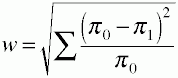 w = √(∑ (π₀ − π₁)² / π₀)